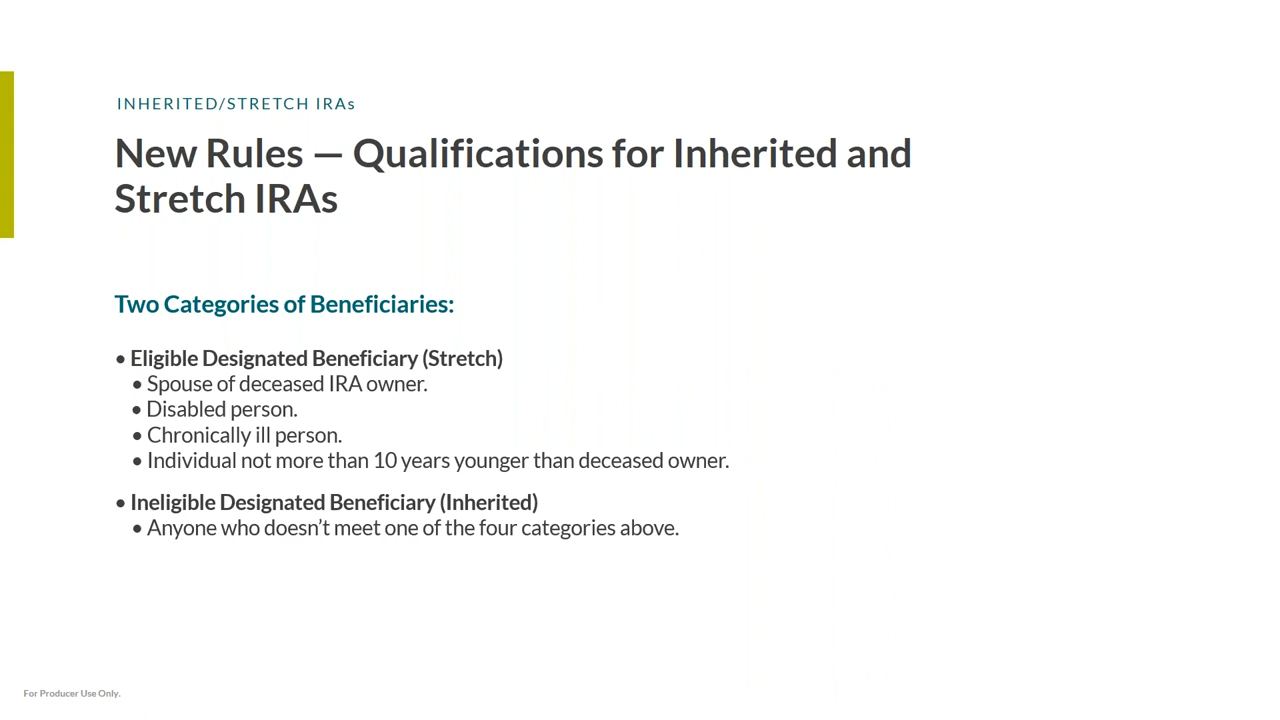 INHERITED/STRETCH IRAs
New Rules — Qualifications for Inherited and
Stretch IRAs
Two Categories of Beneficiaries:
• Eligible Designated Beneficiary (Stretch)
• Spouse of deceased IRA owner.
• Disabled person.
• Chronically ill person.
• Individual not more than 10 years younger than deceased owner.
• Ineligible Designated Beneficiary (Inherited)
• Anyone who doesn’t meet one of the four categories above.
For Producer Use Only.